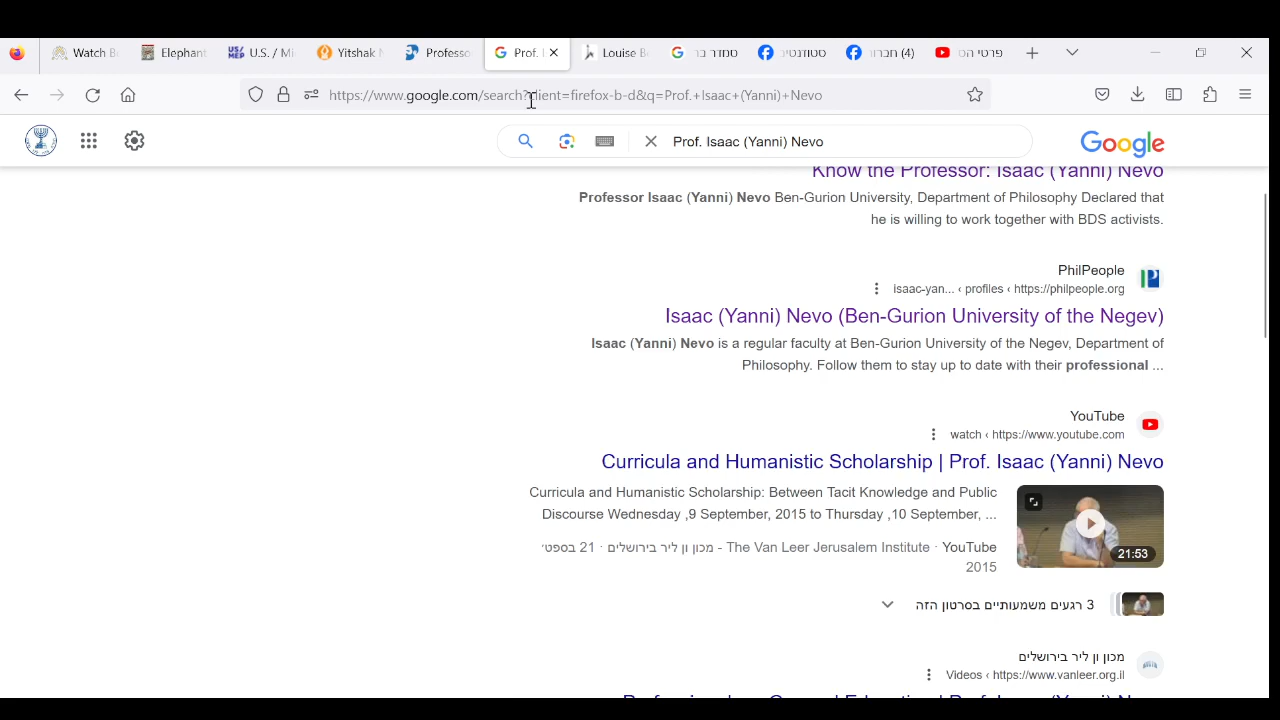 Watch B
Elephant
U.S. / Mi
Yitshak N
Professo
Prof. I
Louise B
סמדר בר
סטודנטי
(4) חברו
פרטי הס
https://www.google.com/search?client=firefox-b-d&q=Prof.+Isaac+(Yanni)+Nevo
Prof. Isaac (Yanni) Nevo
Google
Know the Professor: Isaac (Yanni) Nevo
Professor Isaac (Yanni) Nevo Ben-Gurion University, Department of Philosophy Declared that
he is willing to work together with BDS activists.
PhilPeople
isaac-yan... ‹ profiles ‹ https://philpeople.org
Isaac (Yanni) Nevo (Ben-Gurion University of the Negev)
Isaac (Yanni) Nevo is a regular faculty at Ben-Gurion University of the Negev, Department of
Philosophy. Follow them to stay up to date with their professional ...
YouTube
watch ‹ https://www.youtube.com
Curricula and Humanistic Scholarship | Prof. Isaac (Yanni) Nevo
Curricula and Humanistic Scholarship: Between Tacit Knowledge and Public
Discourse Wednesday ,9 September, 2015 to Thursday ,10 September, ...
21 בספט׳ · מכון ון ליר בירושלים - The Van Leer Jerusalem Institute · YouTube
2015
21:53
3 רגעים משמעותיים בסרטון הזה
מכון ון ליר בירושלים
Videos ‹ https://www.vanleer.org.il